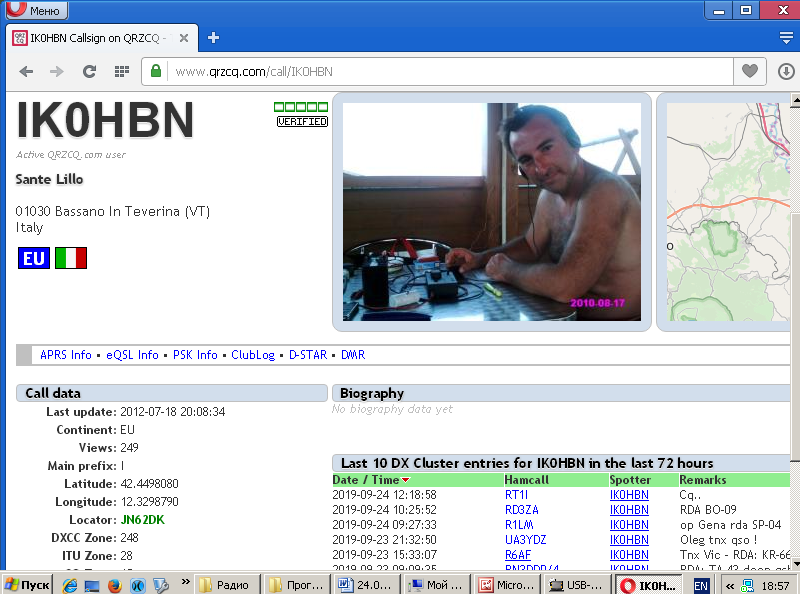 Меню
IK0HBN Callsign on QRZCQ -
www.qrzcq.com/call/IK0HBN
IK0HBN
VERIFIED
Active QRZCQ.com user
Sante Lillo
01030 Bassano In Teverina (VT)
Italy
EU
2010-08-17
APRS Info • eQSL Info • PSK Info • ClubLog • D-STAR • DMR
Call data
Last update: 2012-07-18 20:08:34
Continent: EU
Views: 249
Main prefix: I
Latitude: 42.4498080
Longitude: 12.3298790
Locator: JN62DK
DXCC Zone: 248
ITU Zone: 28
Biography
No biography data yet
Last 10 DX Cluster entries for IK0HBN in the last 72 hours
Date / Time Hamcall Spotter Remarks
2019-09-24 12:18:58 RT1I IK0HBN Cq..
2019-09-24 10:25:52 RD3ZA IK0HBN RDA BO-09
2019-09-24 09:27:33 R1LM IK0HBN op Gena rda SP-04
2019-09-23 21:32:50 UA3YDZ IK0HBN Oleg tnx qso !
2019-09-23 15:33:07 R6AF IK0HBN Tnx Vic - RDA: KR-66
Пуск
Радио
Прог...
24.0...
Мой ...
Micro...
USB-...
IK0H...
EN
18:57